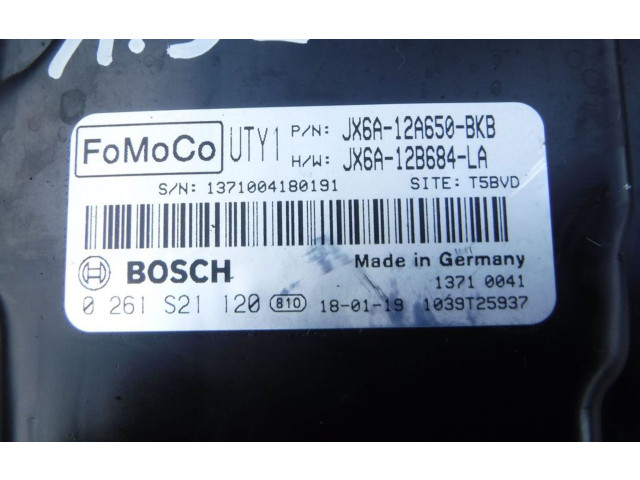 FoMoCo UTY1 P/N: JX6A-12A650-BKB
H/W: JX6A-12B684-LA
S/N: 1371004180191 SITE: T5BVD
BOSCH Made in Germany
1371 0041
0 261 S21 120 810 18-01-19 1039T25937